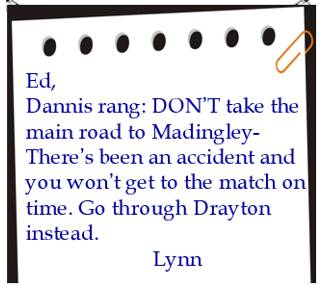 Ed,
Dannis rang: DON'T take the
main road to Madingley-
There's been an accident and
you won't get to the match on
time. Go through Drayton
instead.
Lynn